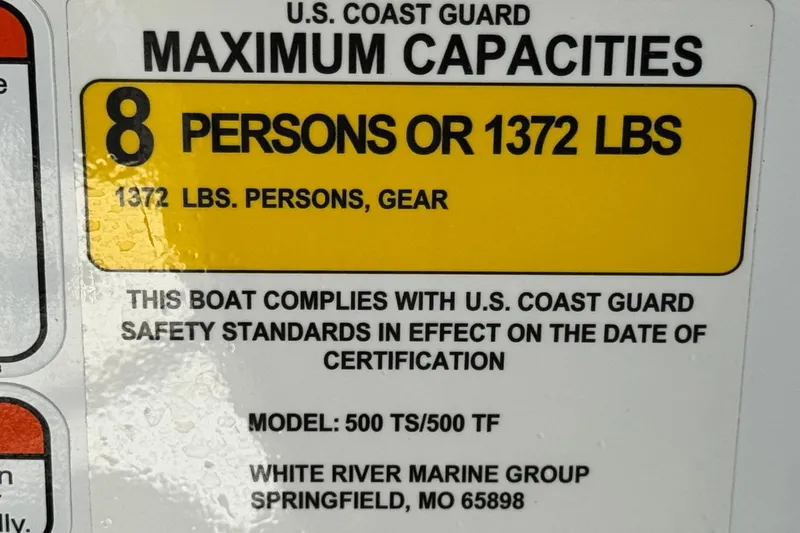 U.S. COAST GUARD
MAXIMUM CAPACITIES
8 PERSONS OR 1372 LBS
1372 LBS. PERSONS, GEAR
THIS BOAT COMPLIES WITH U.S. COAST GUARD
SAFETY STANDARDS IN EFFECT ON THE DATE OF
CERTIFICATION
MODEL: 500 TS/500 TF
WHITE RIVER MARINE GROUP
SPRINGFIELD, MO 65898